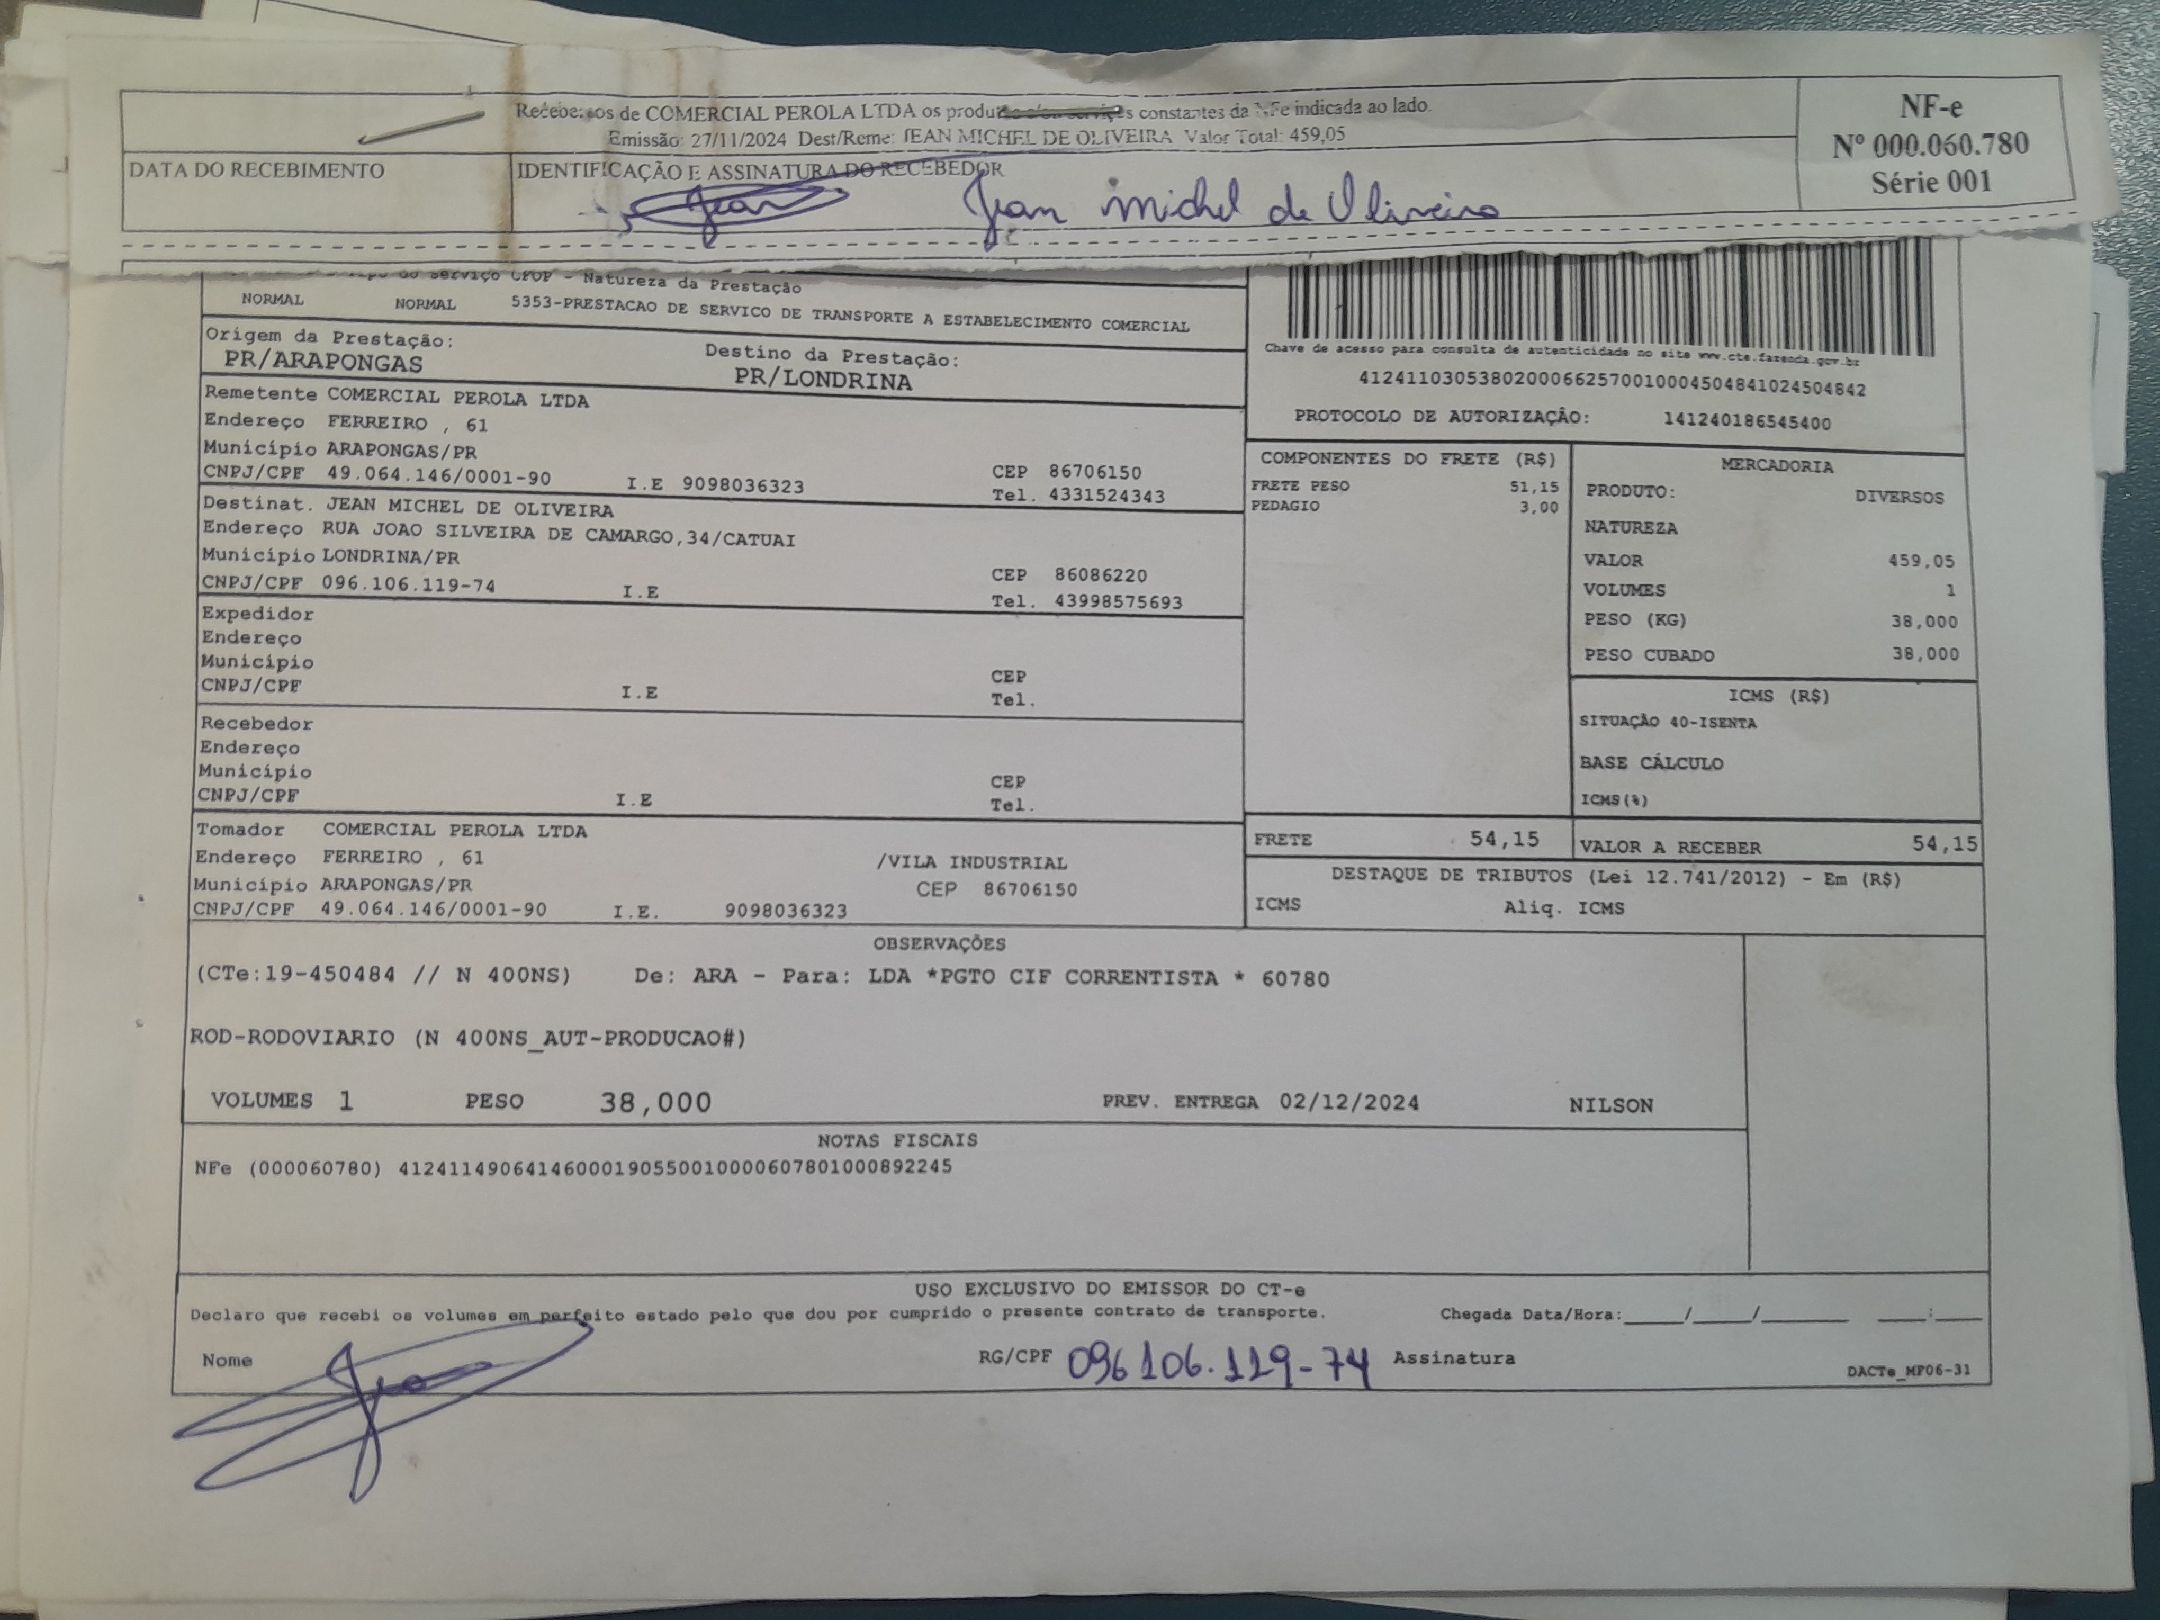 Recebemos de COMERCIAL PEROLA LTDA os produtos e/ou serviços constantes da NFe indicada ao lado.
Emissão: 27/11/2024 Dest/Reme: JEAN MICHEL DE OLIVEIRA Valor Total: 459,05
NF-e
Nº 000.060.780
Série 001
DATA DO RECEBIMENTO
IDENTIFICAÇÃO E ASSINATURA DO RECEBEDOR
Jean Jean Michel de Oliveira
do Serviço CFOP - Natureza da Prestação
NORMAL NORMAL 5353-PRESTACAO DE SERVICO DE TRANSPORTE A ESTABELECIMENTO COMERCIAL
Origem da Prestação: Destino da Prestação:
PR/ARAPONGAS PR/LONDRINA
Chave de acesso para consulta de autenticidade no site www.cte.fazenda.gov.br
41241103053802000662570010004504841024504842
PROTOCOLO DE AUTORIZAÇÃO: 141240186545400
Remetente COMERCIAL PEROLA LTDA
Endereço FERREIRO , 61
Município ARAPONGAS/PR
CNPJ/CPF 49.064.146/0001-90 I.E 9098036323
CEP 86706150
Tel. 4331524343
Destinat. JEAN MICHEL DE OLIVEIRA
Endereço RUA JOAO SILVEIRA DE CAMARGO,34/CATUAI
Município LONDRINA/PR
CNPJ/CPF 096.106.119-74 I.E
CEP 86086220
Tel. 43998575693
Expedidor
Endereço
Município
CNPJ/CPF I.E
CEP
Tel.
Recebedor
Endereço
Município
CNPJ/CPF I.E
CEP
Tel.
Tomador COMERCIAL PEROLA LTDA
Endereço FERREIRO , 61 /VILA INDUSTRIAL
Município ARAPONGAS/PR CEP 86706150
CNPJ/CPF 49.064.146/0001-90 I.E. 9098036323
COMPONENTES DO FRETE (R$)
FRETE PESO 51,15
PEDAGIO 3,00
MERCADORIA
PRODUTO: DIVERSOS
NATUREZA
VALOR 459,05
VOLUMES 1
PESO (KG) 38,000
PESO CUBADO 38,000
ICMS (R$)
SITUAÇÃO 40-ISENTA
BASE CÁLCULO
ICMS(%)
FRETE 54,15 VALOR A RECEBER 54,15
DESTAQUE DE TRIBUTOS (Lei 12.741/2012) - Em (R$)
ICMS Aliq. ICMS
OBSERVAÇÕES
(CTe:19-450484 // N 400NS) De: ARA - Para: LDA *PGTO CIF CORRENTISTA * 60780
ROD-RODOVIARIO (N 400NS_AUT-PRODUCAO#)
VOLUMES 1 PESO 38,000 PREV. ENTREGA 02/12/2024 NILSON
NOTAS FISCAIS
NFe (000060780) 41241149064146000190550010000607801000892245
USO EXCLUSIVO DO EMISSOR DO CT-e
Declaro que recebi os volumes em perfeito estado pelo que dou por cumprido o presente contrato de transporte. Chegada Data/Hora:____/____/______ ___:___
Nome Jean RG/CPF 096 106.119-74 Assinatura
DACTe_MP06-31